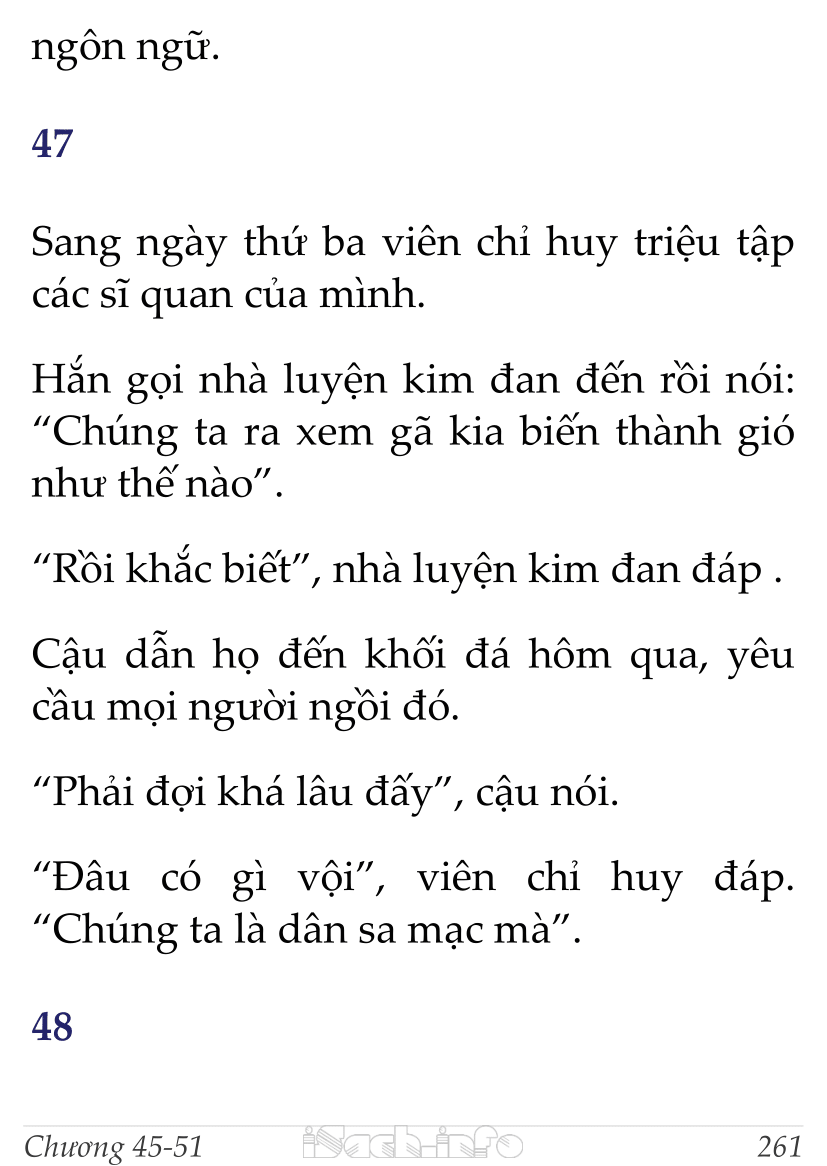 ngôn ngữ.
47
Sang ngày thứ ba viên chỉ huy triệu tập
các sĩ quan của mình.
Hắn gọi nhà luyện kim đan đến rồi nói:
“Chúng ta ra xem gã kia biến thành gió
như thế nào”.
“Rồi khắc biết”, nhà luyện kim đan đáp .
Cậu dẫn họ đến khối đá hôm qua, yêu
cầu mọi người ngồi đó.
“Phải đợi khá lâu đấy”, cậu nói.
“Đâu có gì vội”, viên chỉ huy đáp.
“Chúng ta là dân sa mạc mà”.
48
Chương 45-51 iSach.info 261